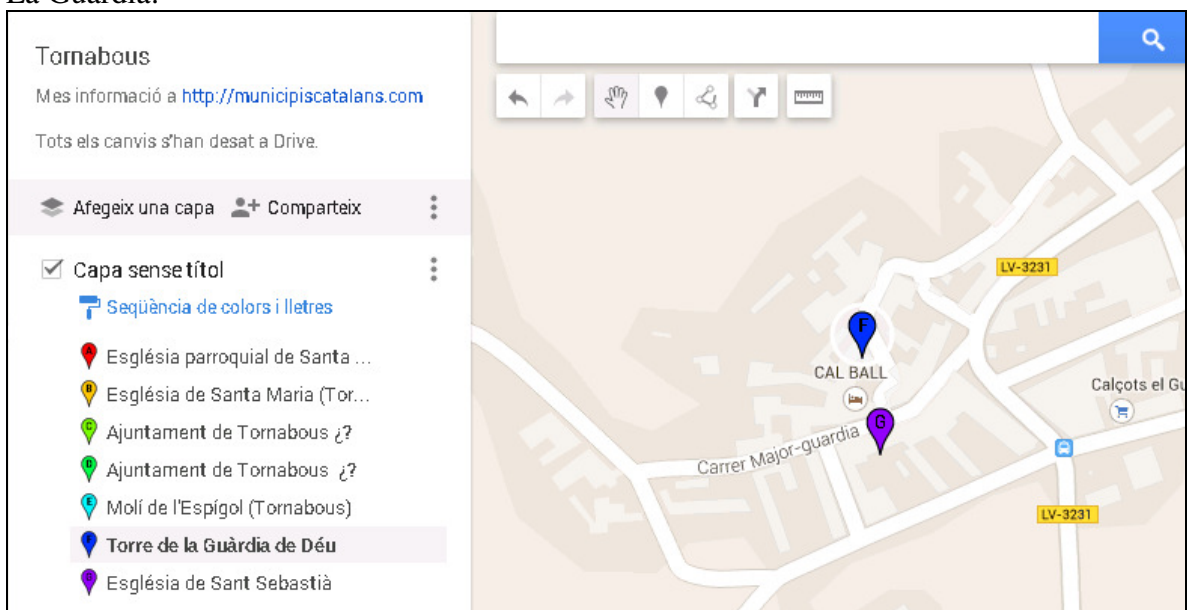 La Guàrdia:
Tornabous
Mes informació a http://municipiscatalans.com
Tots els canvis s'han desat a Drive.
Afegeix una capa
Comparteix
Capa sense títol
Seqüència de colors i lletres
A Església parroquial de Santa ...
B Església de Santa Maria (Tor...
C Ajuntament de Tornabous ¿?
D Ajuntament de Tornabous ¿?
E Molí de l'Espígol (Tornabous)
F Torre de la Guàrdia de Déu
G Església de Sant Sebastià
LV-3231
F
CAL BALL
Calçots el Gu
G
Carrer Major-guardia
LV-3231